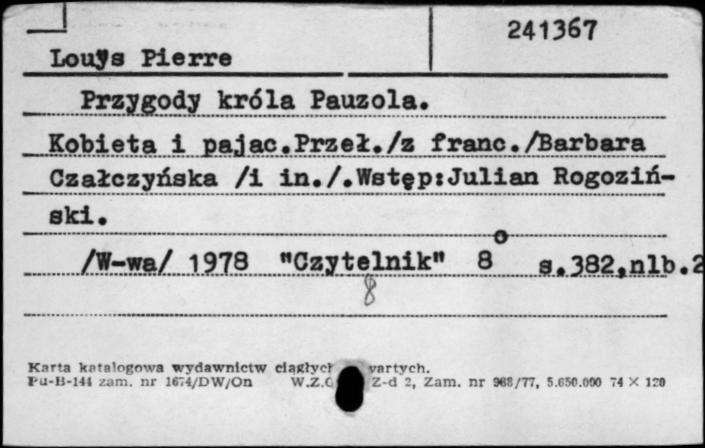 241367
Louÿs Pierre
Przygody króla Pauzola.
Kobieta i pajac.Przeł./z franc./Barbara
Czałczyńska /i in./.Wstęp:Julian Rogoziń-
ski.
/W-wa/ 1978 "Czytelnik" 8° s.382,nlb.2
8
Karta katalogowa wydawnictw ciągłych wartych.
Pu-B-144 zam. nr 1674/DW/On W.Z.G Z-d 2, Zam. nr 968/77, 5.650.000 74 × 120